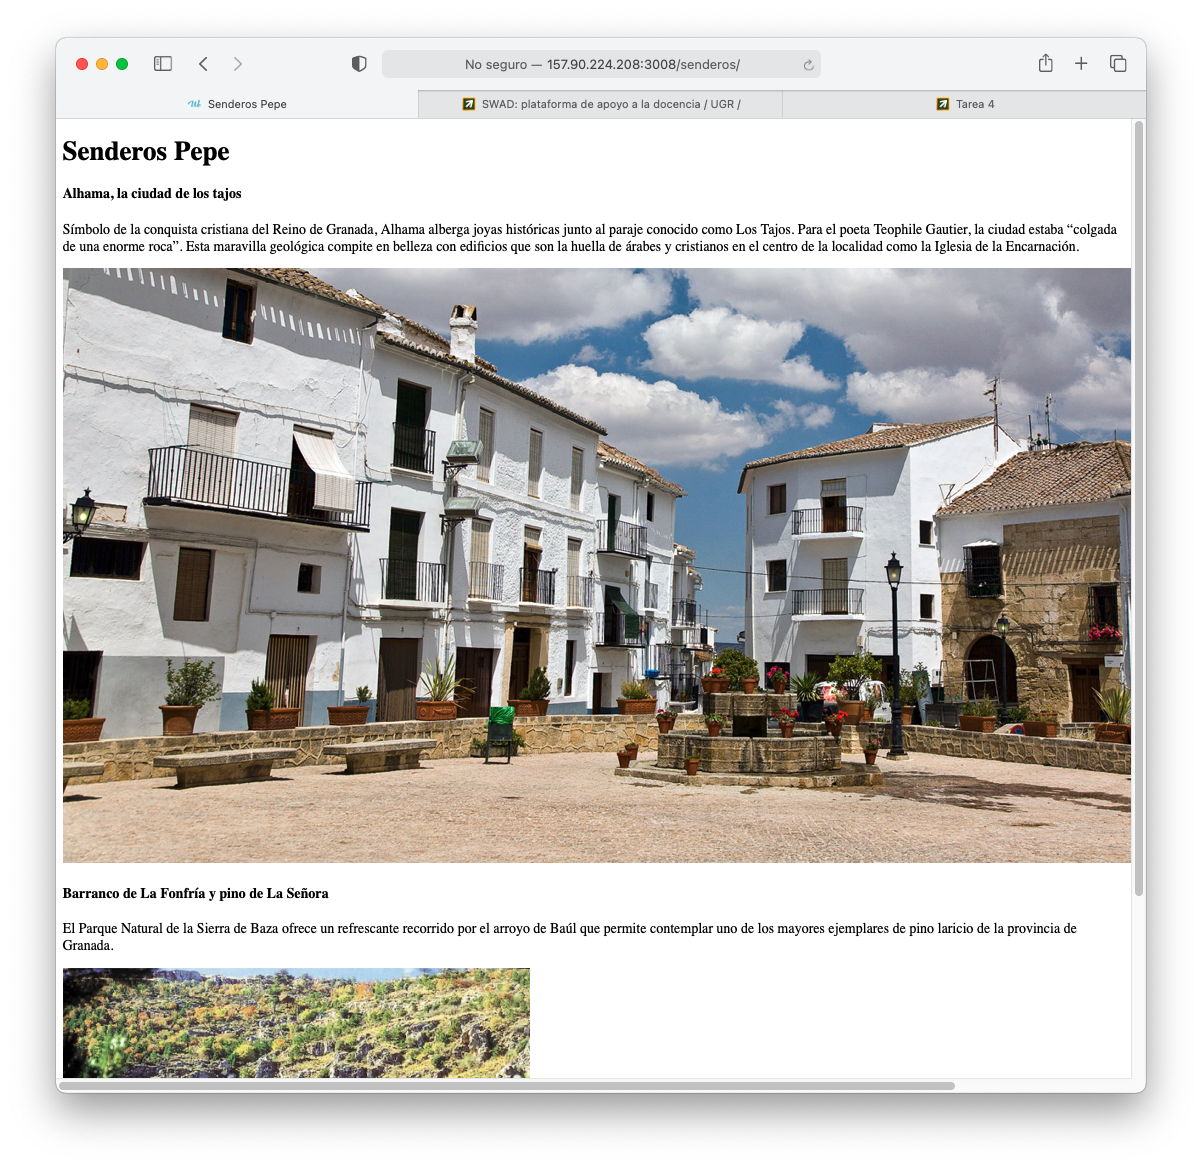 No seguro — 157.90.224.208:3008/senderos/
Senderos Pepe
SWAD: plataforma de apoyo a la docencia / UGR /
Tarea 4
Senderos Pepe
Alhama, la ciudad de los tajos
Símbolo de la conquista cristiana del Reino de Granada, Alhama alberga joyas históricas junto al paraje conocido como Los Tajos. Para el poeta Teophile Gautier, la ciudad estaba “colgada
de una enorme roca”. Esta maravilla geológica compite en belleza con edificios que son la huella de árabes y cristianos en el centro de la localidad como la Iglesia de la Encarnación.
Barranco de La Fonfría y pino de La Señora
El Parque Natural de la Sierra de Baza ofrece un refrescante recorrido por el arroyo de Baúl que permite contemplar uno de los mayores ejemplares de pino laricio de la provincia de
Granada.